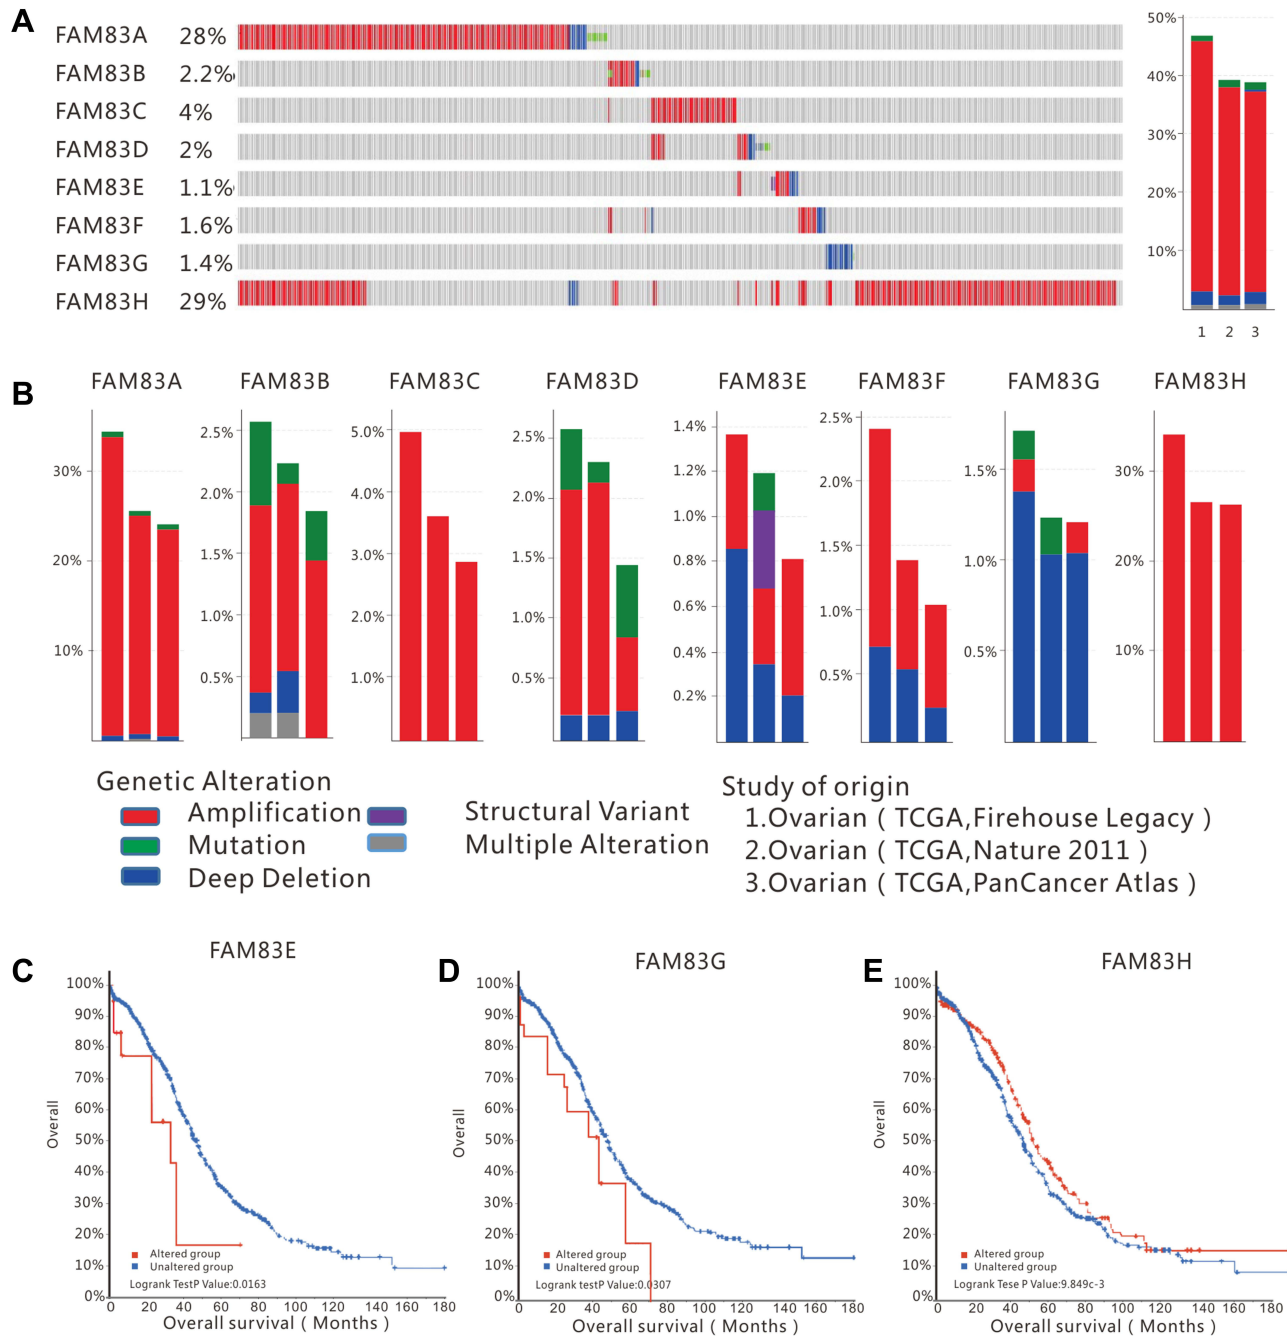 A
FAM83A 28%
FAM83B 2.2%
FAM83C 4%
FAM83D 2%
FAM83E 1.1%
FAM83F 1.6%
FAM83G 1.4%
FAM83H 29%
50%
40%
30%
20%
10%
1 2 3
B
FAM83A FAM83B FAM83C FAM83D FAM83E FAM83F FAM83G FAM83H
30%
20%
10%
2.5%
2.0%
1.5%
1.0%
0.5%
5.0%
4.0%
3.0%
2.0%
1.0%
2.5%
2.0%
1.5%
1.0%
0.5%
1.4%
1.2%
1.0%
0.8%
0.6%
0.4%
0.2%
2.5%
2.0%
1.5%
1.0%
0.5%
1.5%
1.0%
0.5%
30%
20%
10%
Genetic Alteration
Amplification
Mutation
Deep Deletion
Structural Variant
Multiple Alteration
Study of origin
1.Ovarian ( TCGA,Firehouse Legacy )
2.Ovarian ( TCGA,Nature 2011 )
3.Ovarian ( TCGA,PanCancer Atlas )
C
FAM83E
100%
90%
80%
70%
60%
50%
40%
30%
20%
10%
0%
Overall
Altered group
Unaltered group
Logrank TestP Value:0.0163
0 20 40 60 80 100 120 140 160 180
Overall survival ( Months )
D
FAM83G
100%
90%
80%
70%
60%
50%
40%
30%
20%
10%
0%
Overall
Altered group
Unaltered group
Logrank testP Value:0.0307
0 20 40 60 80 100 120 140 160 180
Overall survival ( Months )
E
FAM83H
100%
90%
80%
70%
60%
50%
40%
30%
20%
10%
0%
Overall
Altered group
Unaltered group
Logrank Tese P Value:9.849c-3
0 20 40 60 80 100 120 140 160 180
Overall survival ( Months )